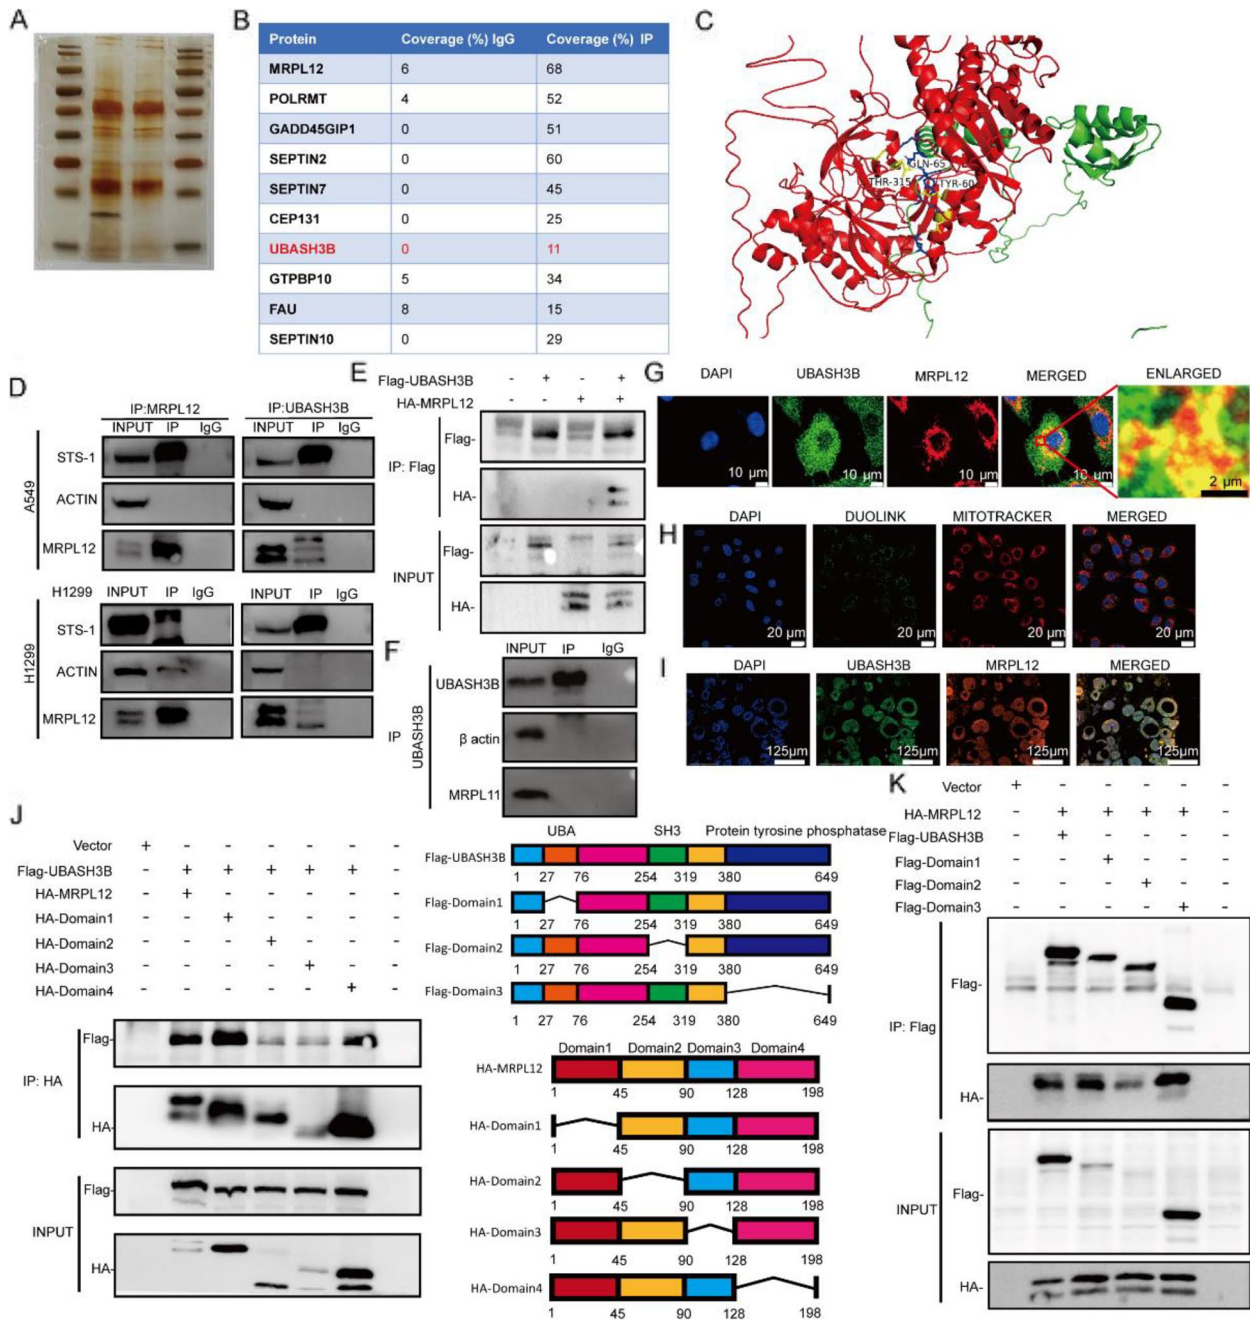 A
B
Protein Coverage (%) IgG Coverage (%) IP
MRPL12 6 68
POLRMT 4 52
GADD45GIP1 0 51
SEPTIN2 0 60
SEPTIN7 0 45
CEP131 0 25
UBASH3B 0 11
GTPBP10 5 34
FAU 8 15
SEPTIN10 0 29
C
GLN-65
THR-315
TYR-60
D
IP:MRPL12 IP:UBASH3B
INPUT IP IgG INPUT IP IgG
A549
STS-1
ACTIN
MRPL12
H1299 INPUT IP IgG INPUT IP IgG
H1299
STS-1
ACTIN
MRPL12
E
Flag-UBASH3B - + - +
HA-MRPL12 - - + +
IP: Flag
Flag-
HA-
INPUT
Flag-
HA-
F
INPUT IP IgG
IP
UBASH3B
UBASH3B
β actin
MRPL11
G
DAPI UBASH3B MRPL12 MERGED ENLARGED
10 μm 10 μm 10 μm 10 μm 2 μm
H
DAPI DUOLINK MITOTRACKER MERGED
20 μm 20 μm 20 μm 20 μm
I
DAPI UBASH3B MRPL12 MERGED
125μm 125μm 125μm 125μm
J
Vector + - - - - - -
Flag-UBASH3B - + + + + + -
HA-MRPL12 - + - - - - -
HA-Domain1 - - + - - - -
HA-Domain2 - - - + - - -
HA-Domain3 - - - - + - -
HA-Domain4 - - - - - + -
IP: HA
Flag-
HA-
INPUT
Flag-
HA-
UBA SH3 Protein tyrosine phosphatase
Flag-UBASH3B
1 27 76 254 319 380 649
Flag-Domain1
1 27 76 254 319 380 649
Flag-Domain2
1 27 76 254 319 380 649
Flag-Domain3
1 27 76 254 319 380 649
Domain1 Domain2 Domain3 Domain4
HA-MRPL12
1 45 90 128 198
HA-Domain1
1 45 90 128 198
HA-Domain2
1 45 90 128 198
HA-Domain3
1 45 90 128 198
HA-Domain4
1 45 90 128 198
K
Vector + - - - - -
HA-MRPL12 - + + + + -
Flag-UBASH3B - + - - - -
Flag-Domain1 - - + - - -
Flag-Domain2 - - - + - -
Flag-Domain3 - - - - + -
IP: Flag
Flag-
HA-
INPUT
Flag-
HA-